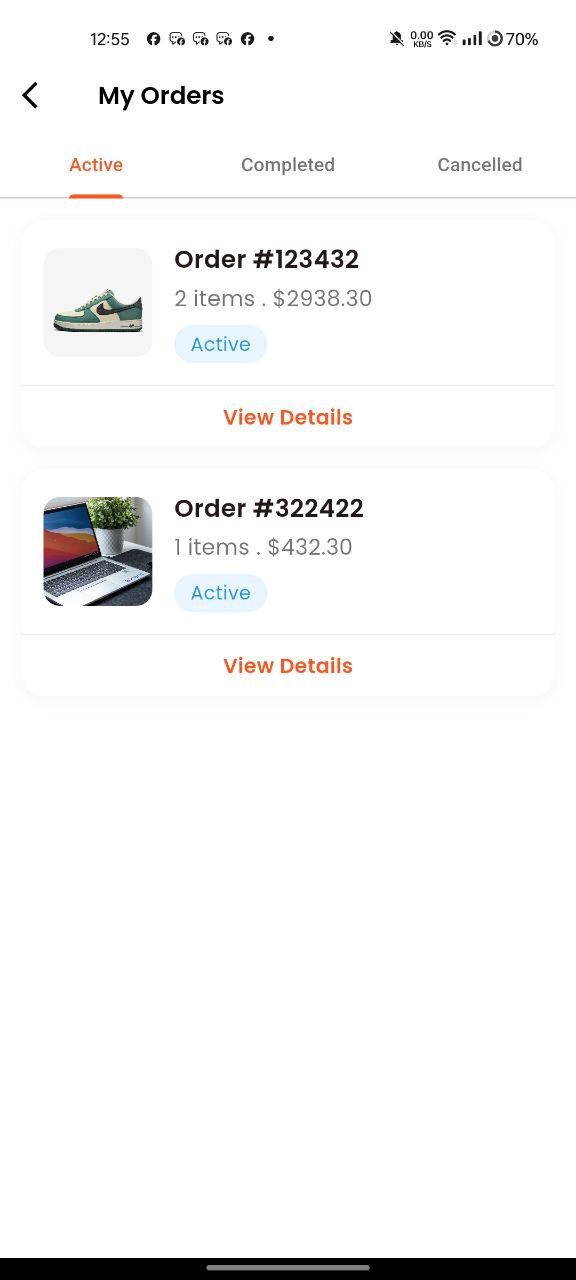 12:55 0.00 KB/S 70%
My Orders
Active Completed Cancelled
Order #123432
2 items . $2938.30
Active
View Details
Order #322422
1 items . $432.30
Active
View Details